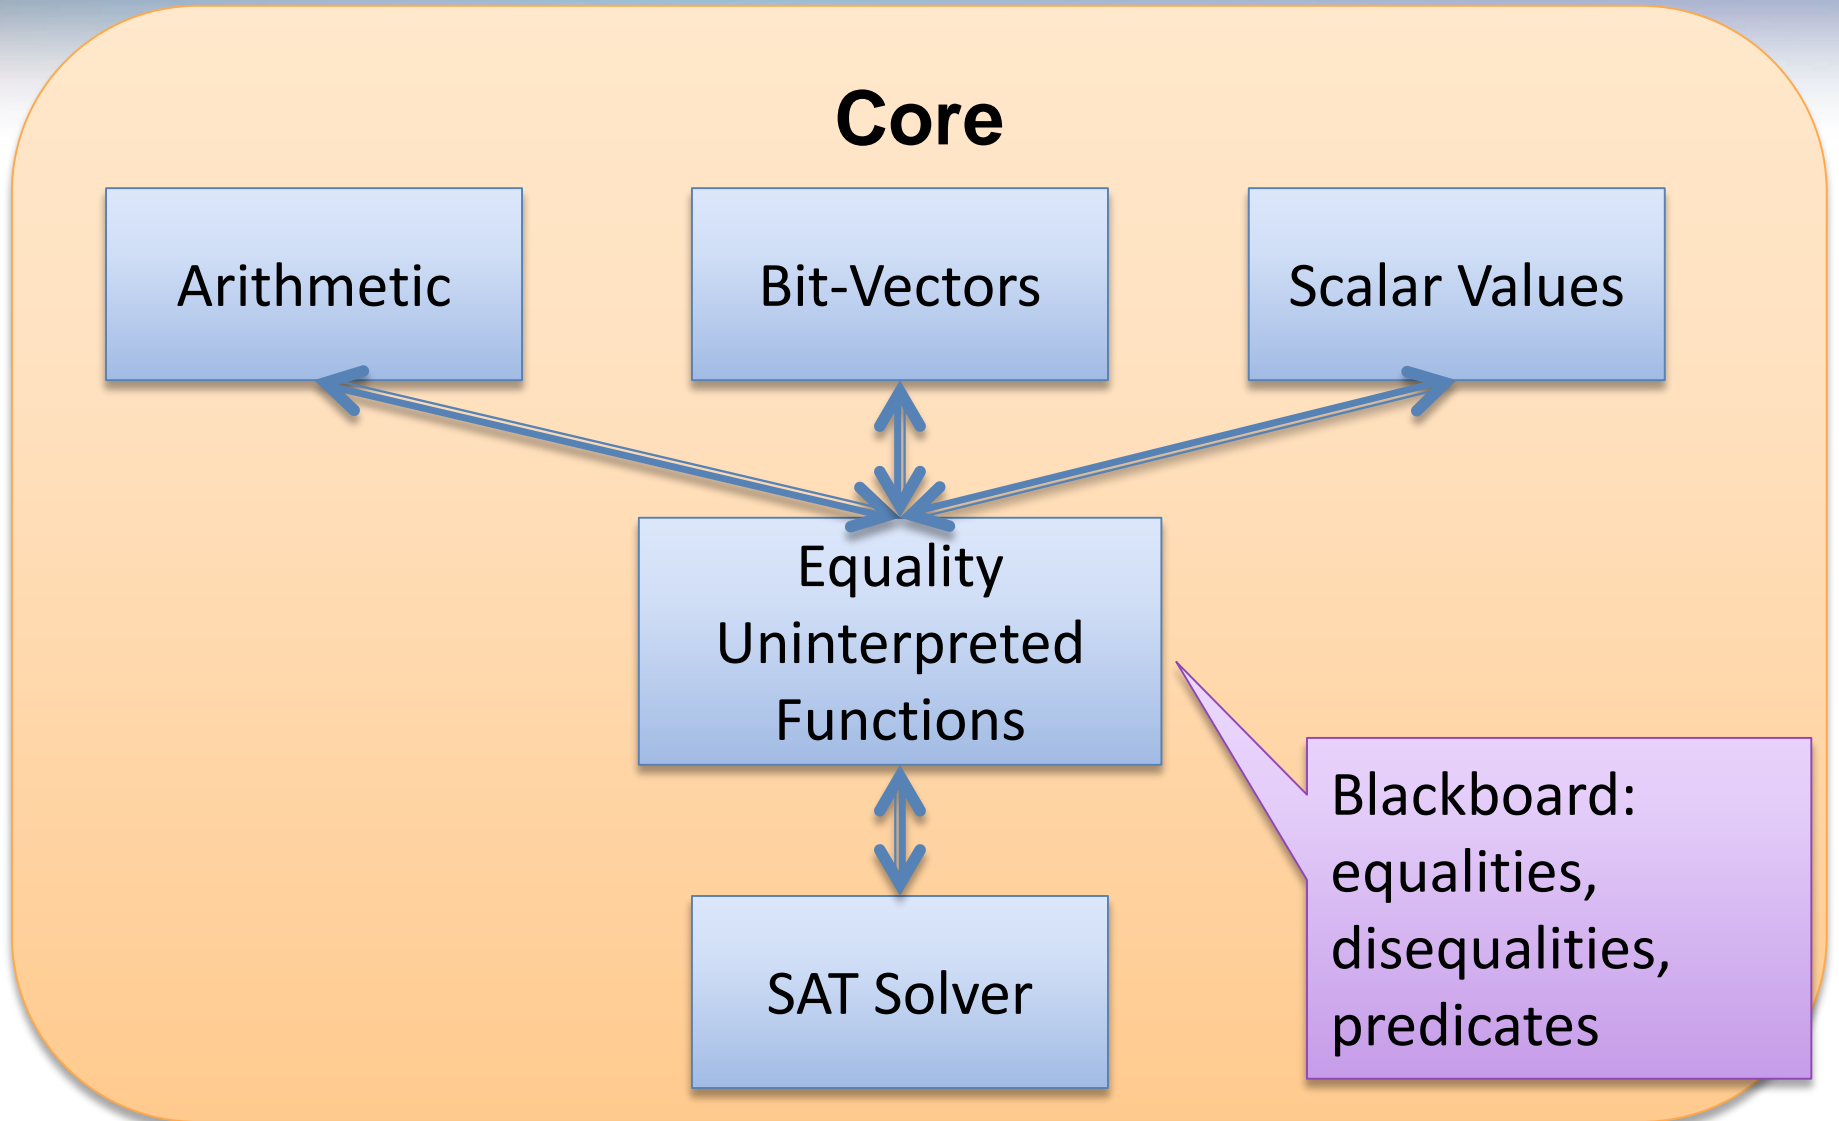 Core
Arithmetic
Bit-Vectors
Scalar Values
Equality
Uninterpreted
Functions
Blackboard:
equalities,
disequalities,
predicates
SAT Solver